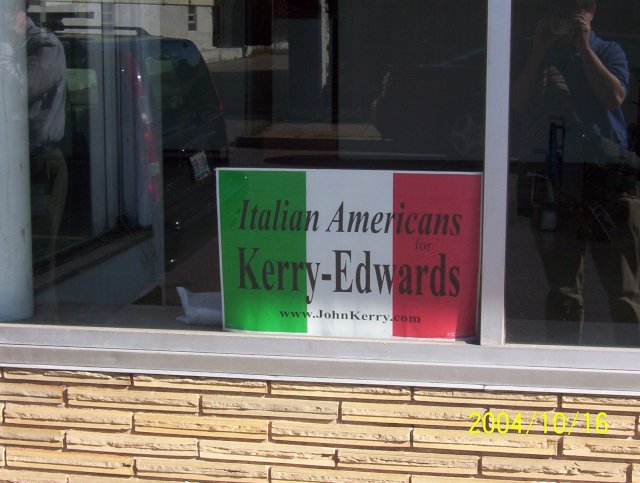 Italian Americans
for
Kerry-Edwards
www.JohnKerry.com
2004/10/16